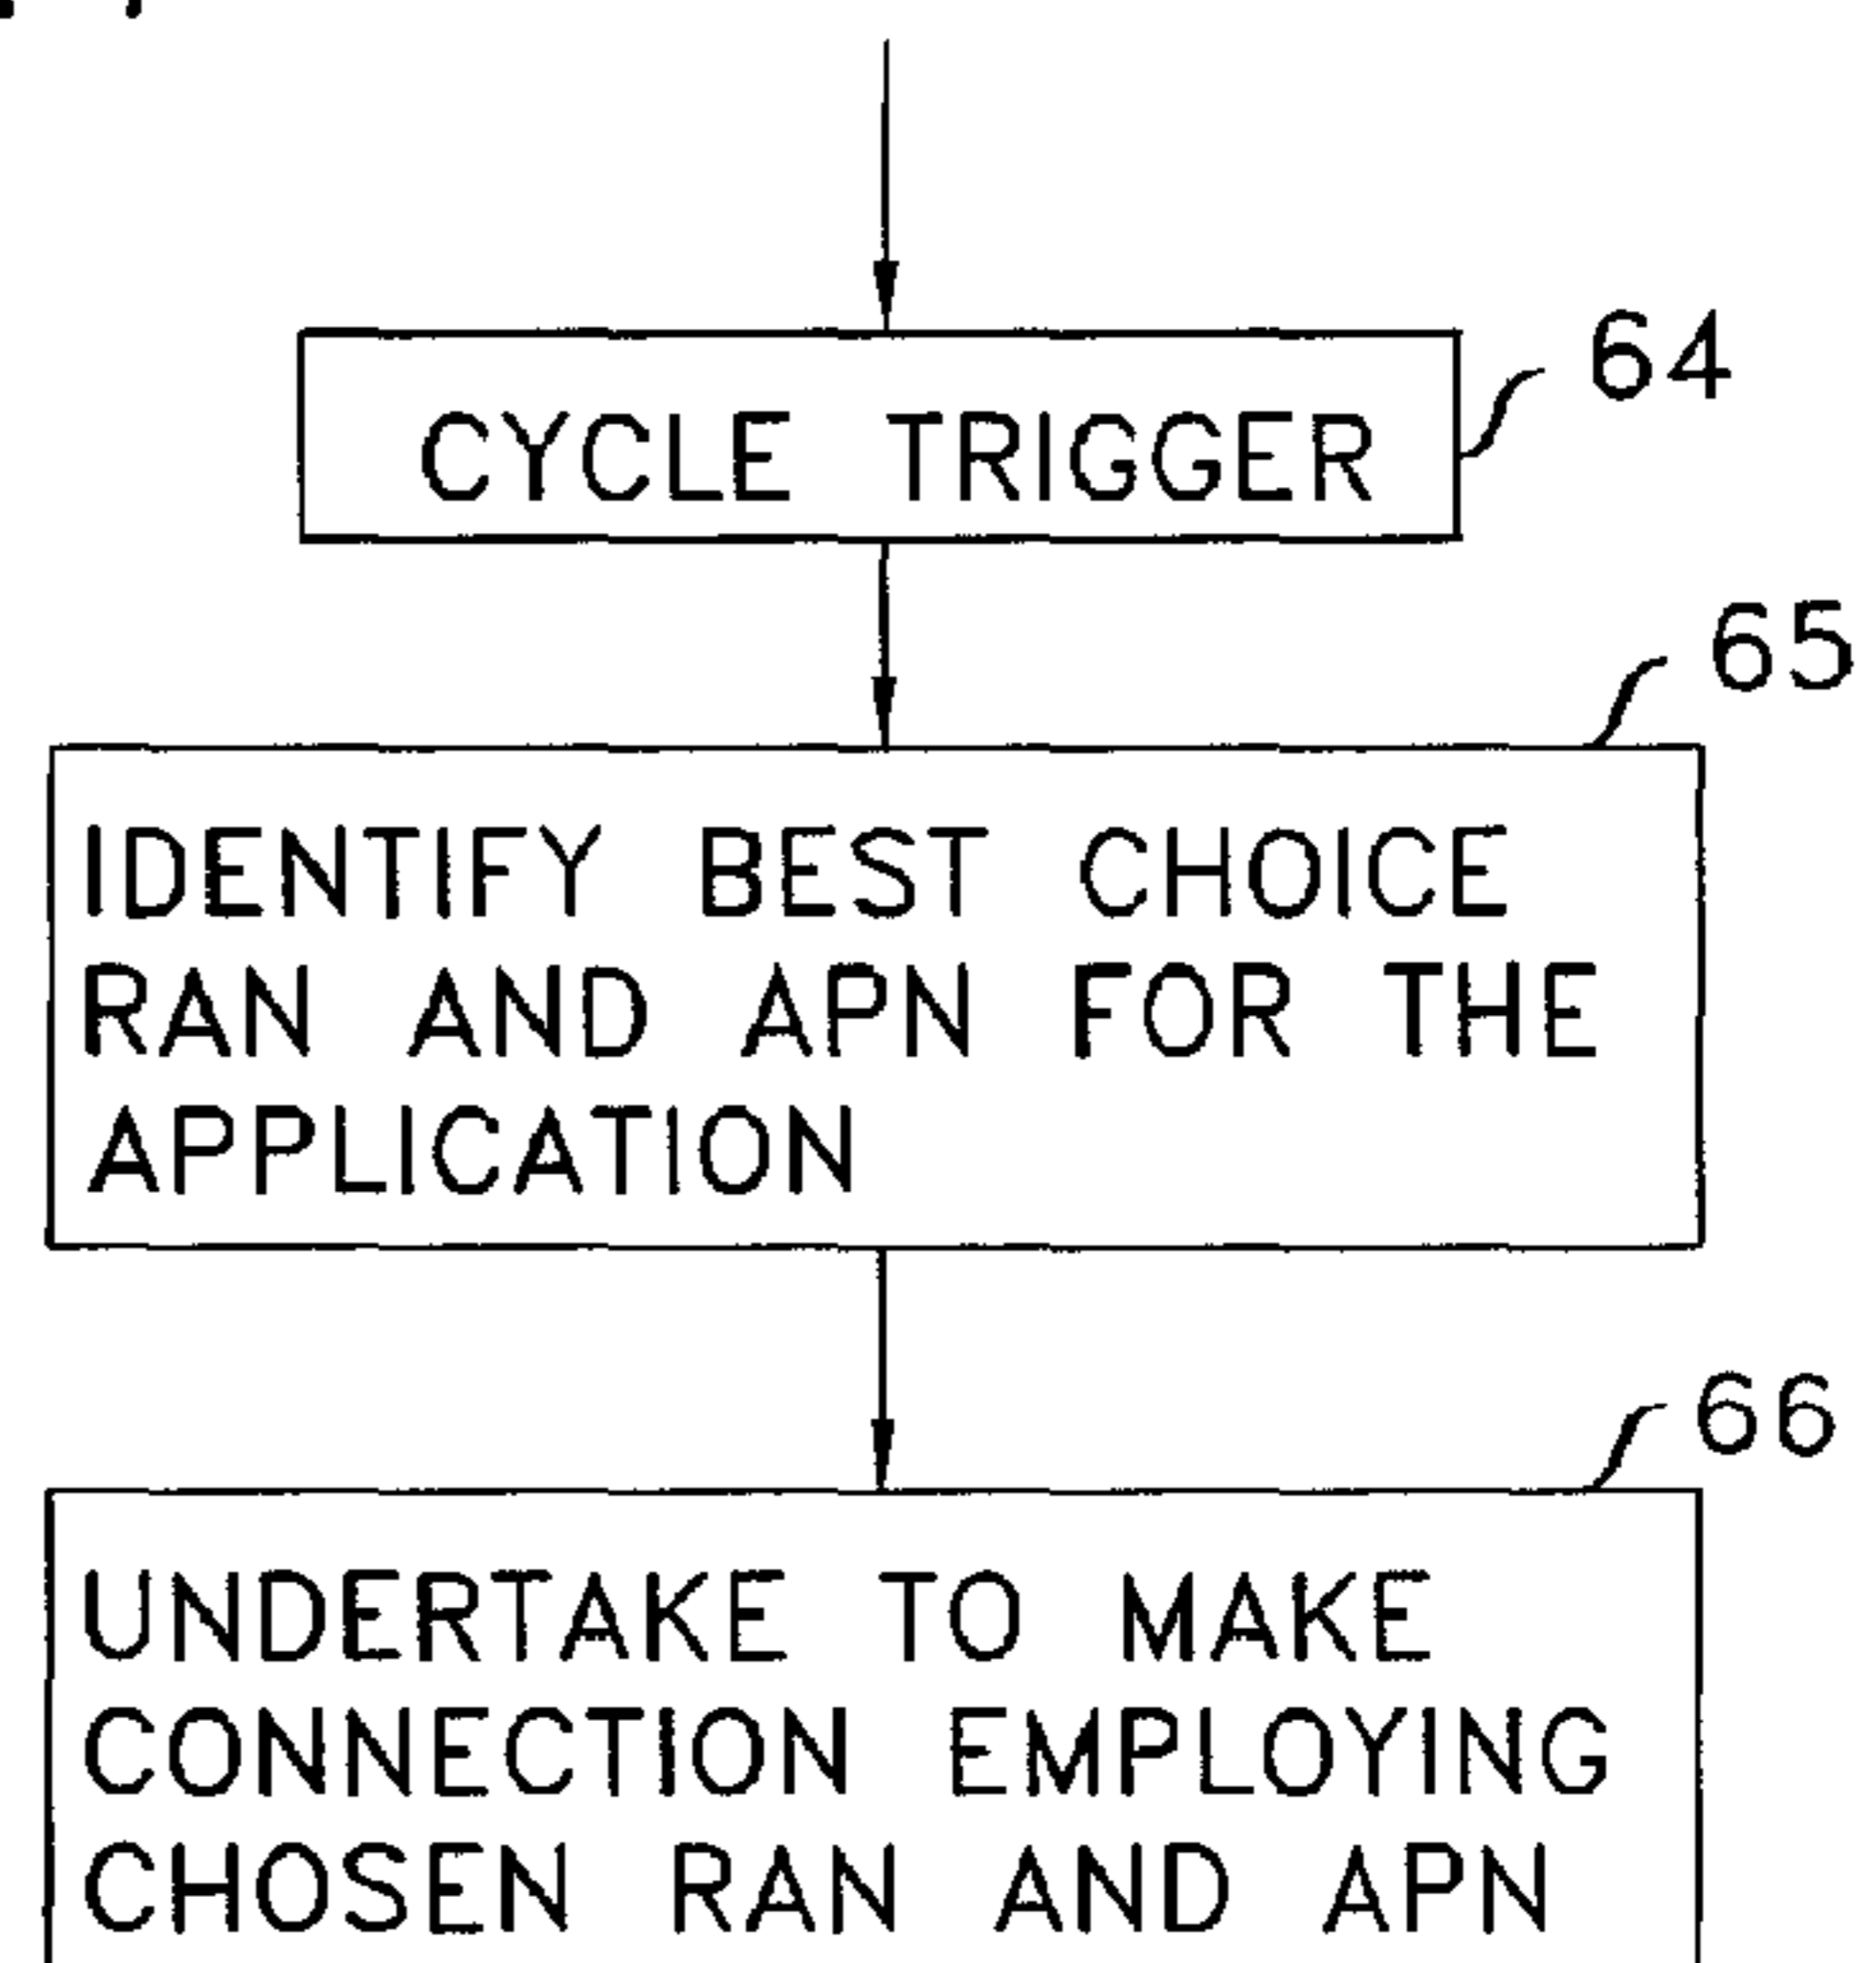 64
CYCLE TRIGGER
65
IDENTIFY BEST CHOICE
RAN AND APN FOR THE
APPLICATION
66
UNDERTAKE TO MAKE
CONNECTION EMPLOYING
CHOSEN RAN AND APN